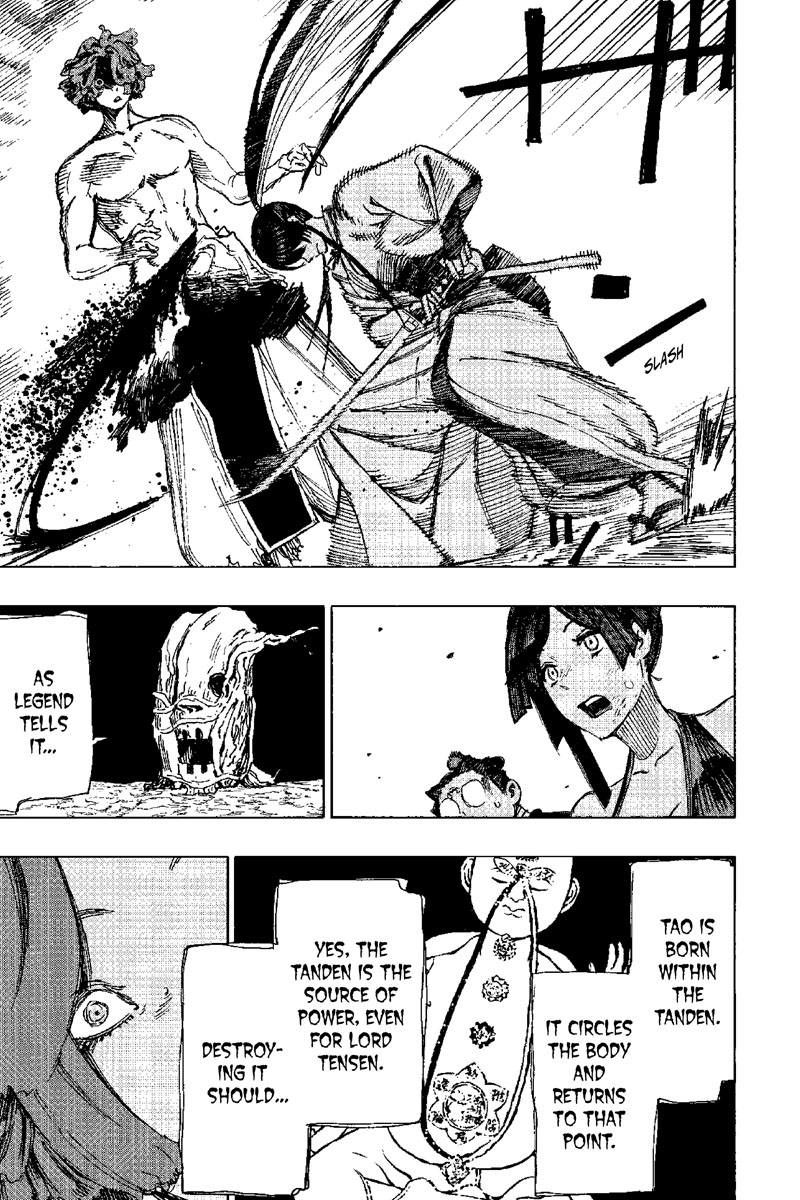 SLASH
AS
LEGEND
TELLS
IT...
TAO IS
BORN
WITHIN
THE
TANDEN.
IT CIRCLES
THE BODY
AND
RETURNS
TO THAT
POINT.
YES, THE
TANDEN IS THE
SOURCE OF
POWER, EVEN
FOR LORD
TENSEN.
DESTROY-
ING IT
SHOULD...